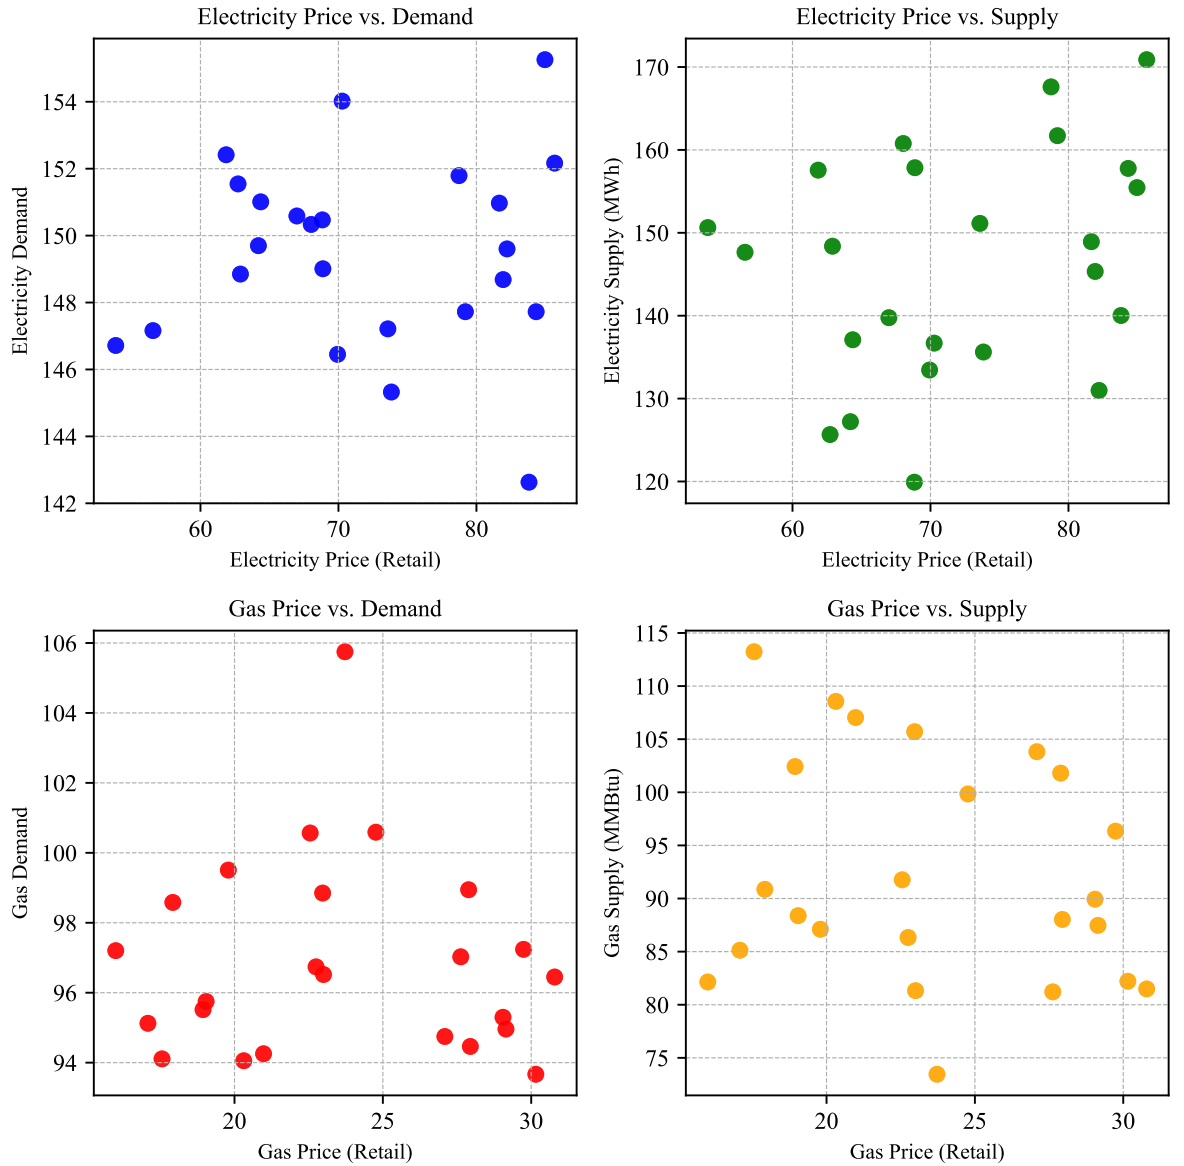 Electricity Price vs. Demand
Electricity Demand
154
152
150
148
146
144
142
60 70 80
Electricity Price (Retail)
Electricity Price vs. Supply
Electricity Supply (MWh)
170
160
150
140
130
120
60 70 80
Electricity Price (Retail)
Gas Price vs. Demand
Gas Demand
106
104
102
100
98
96
94
20 25 30
Gas Price (Retail)
Gas Price vs. Supply
Gas Supply (MMBtu)
115
110
105
100
95
90
85
80
75
20 25 30
Gas Price (Retail)